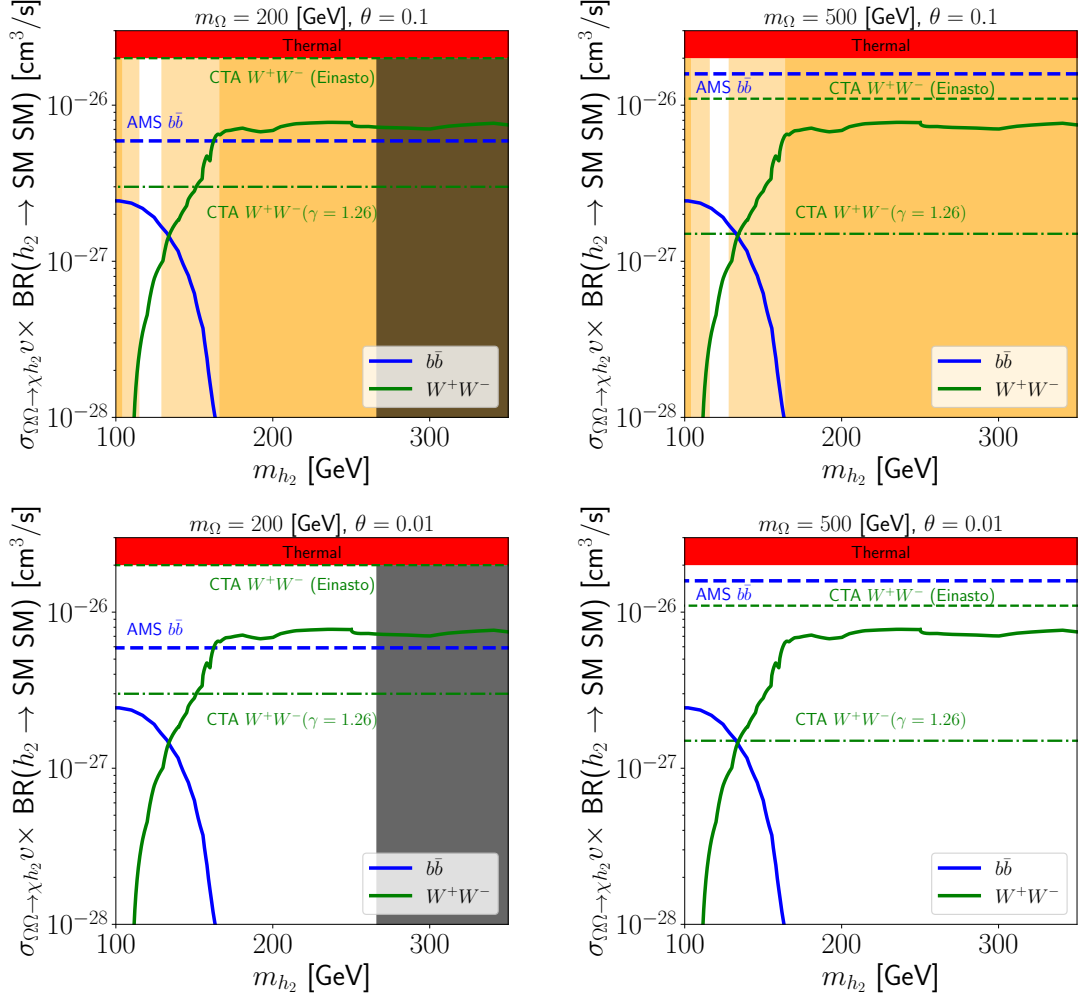 m_Ω = 200 [GeV], θ = 0.1
Thermal
CTA W⁺W⁻ (Einasto)
AMS bb̄
CTA W⁺W⁻(γ = 1.26)
bb̄
W⁺W⁻
10⁻²⁶
10⁻²⁷
10⁻²⁸
100 200 300
m_{h₂} [GeV]
σ_{ΩΩ→χh₂}v× BR(h₂ → SM SM) [cm³/s]
m_Ω = 500 [GeV], θ = 0.1
Thermal
AMS bb̄
CTA W⁺W⁻ (Einasto)
CTA W⁺W⁻(γ = 1.26)
bb̄
W⁺W⁻
10⁻²⁶
10⁻²⁷
10⁻²⁸
100 200 300
m_{h₂} [GeV]
σ_{ΩΩ→χh₂}v× BR(h₂ → SM SM) [cm³/s]
m_Ω = 200 [GeV], θ = 0.01
Thermal
CTA W⁺W⁻ (Einasto)
AMS bb̄
CTA W⁺W⁻(γ = 1.26)
bb̄
W⁺W⁻
10⁻²⁶
10⁻²⁷
10⁻²⁸
100 200 300
m_{h₂} [GeV]
σ_{ΩΩ→χh₂}v× BR(h₂ → SM SM) [cm³/s]
m_Ω = 500 [GeV], θ = 0.01
Thermal
AMS bb̄
CTA W⁺W⁻ (Einasto)
CTA W⁺W⁻(γ = 1.26)
bb̄
W⁺W⁻
10⁻²⁶
10⁻²⁷
10⁻²⁸
100 200 300
m_{h₂} [GeV]
σ_{ΩΩ→χh₂}v× BR(h₂ → SM SM) [cm³/s]